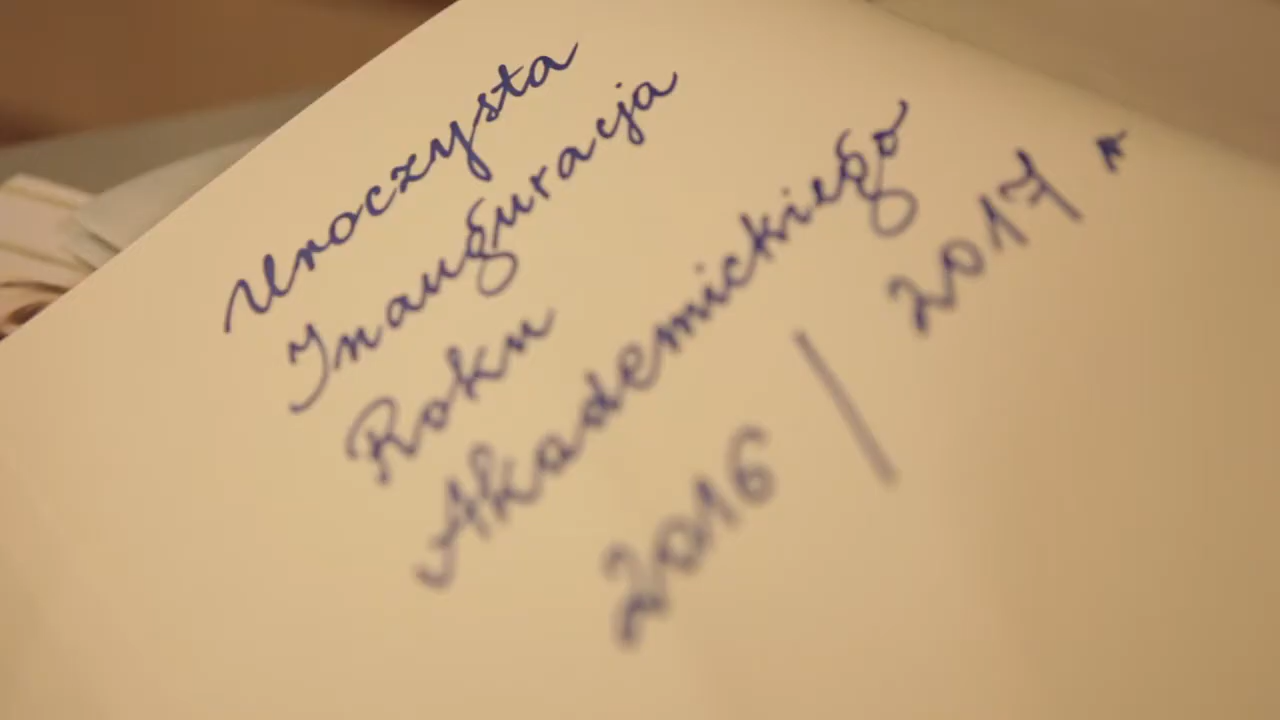 Uroczysta
Inauguracja
Roku
Akademickiego
2016 / 2017 r